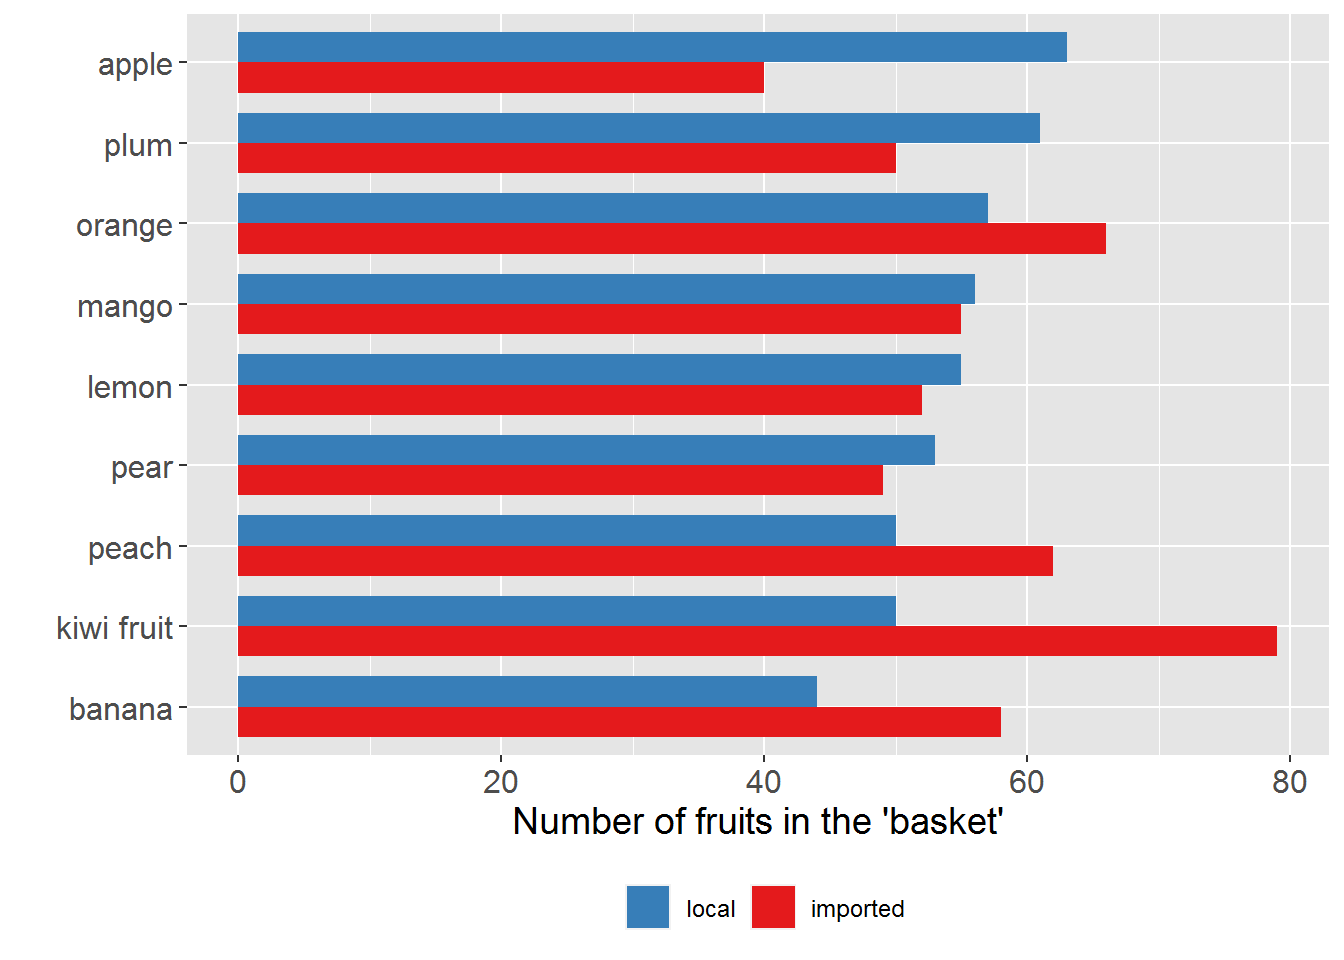 apple
plum
orange
mango
lemon
pear
peach
kiwi fruit
banana
0 20 40 60 80
Number of fruits in the 'basket'
local imported